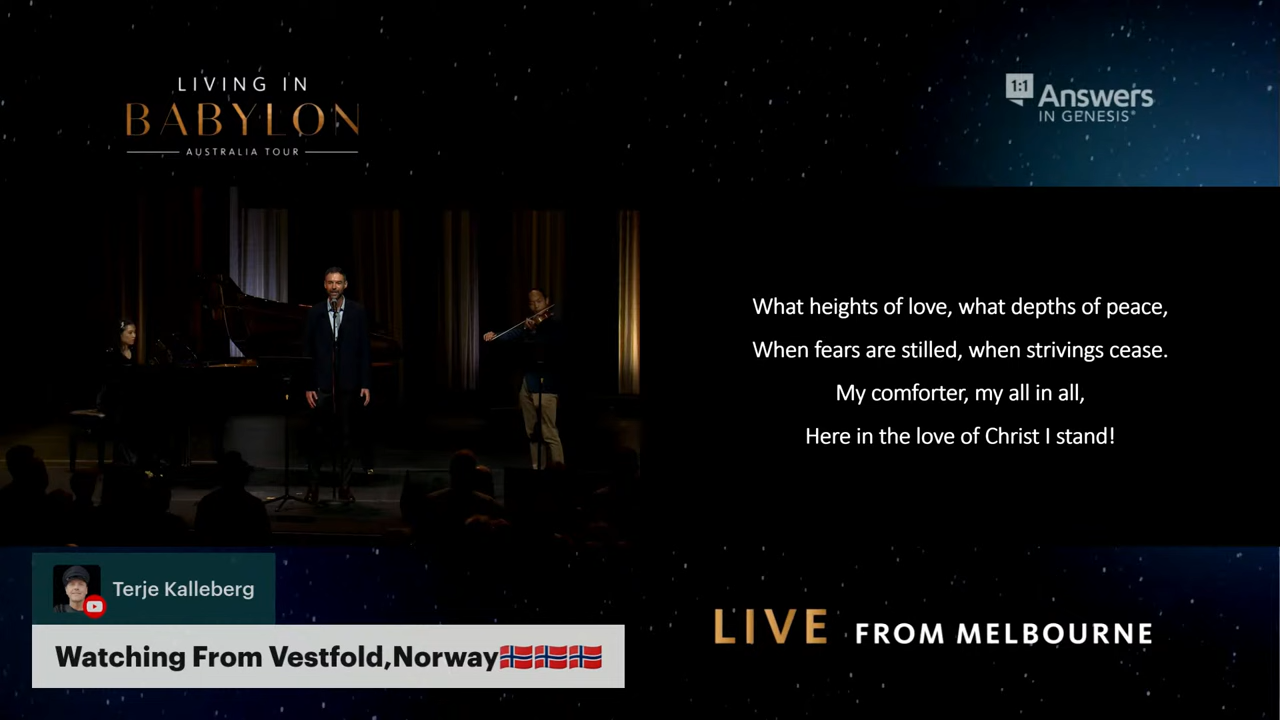 LIVING IN
BABYLON
AUSTRALIA TOUR
1:1
Answers
IN GENESIS®
What heights of love, what depths of peace,
When fears are stilled, when strivings cease.
My comforter, my all in all,
Here in the love of Christ I stand!
Terje Kalleberg
Watching From Vestfold,Norway🇳🇴🇳🇴🇳🇴
LIVE FROM MELBOURNE